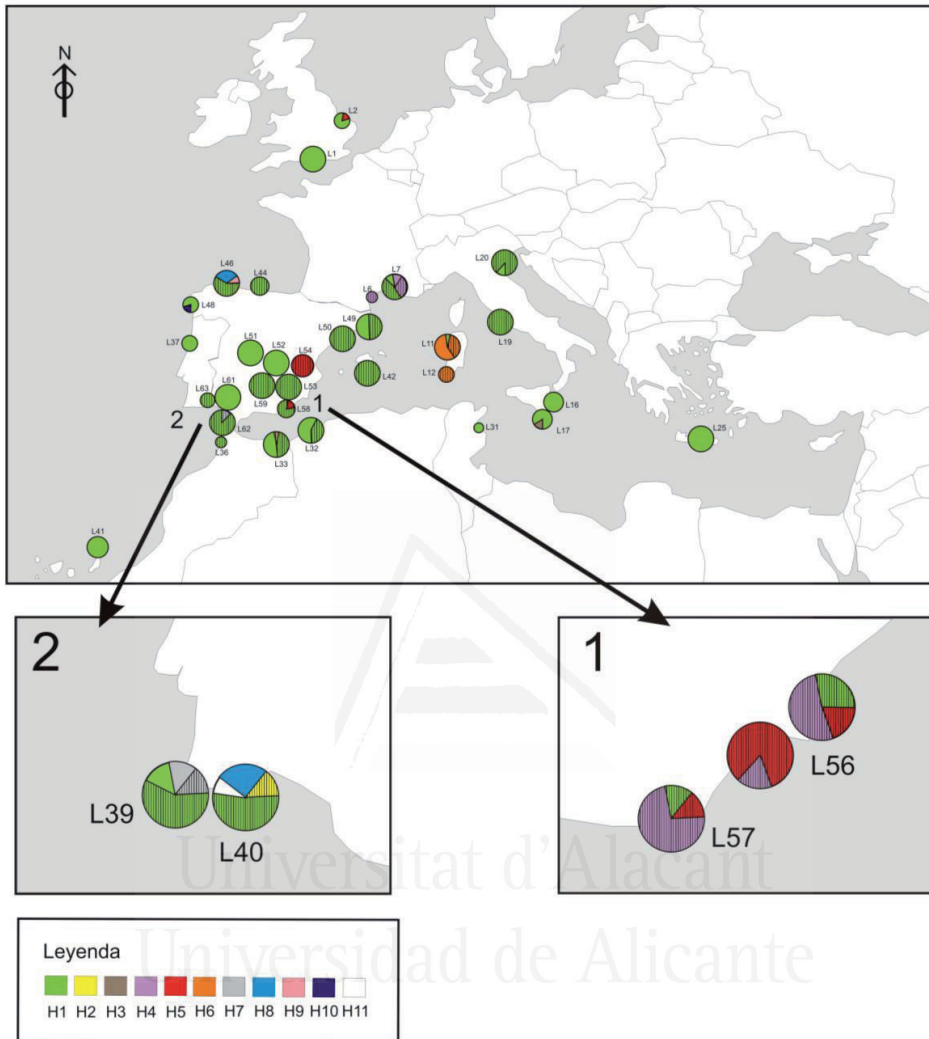 N
L2
L1
L46
L44
L48
L37
L6
L7
L20
L49
L50
L19
L51
L52
L54
L11
L12
L42
L63
L61
L59
L53
L58
1
2
L62
L36
L33
L32
L31
L16
L17
L25
L41
2
L39
L40
1
L56
L57
Universitat d'Alacant
Universidad de Alicante
Leyenda
H1 H2 H3 H4 H5 H6 H7 H8 H9 H10 H11